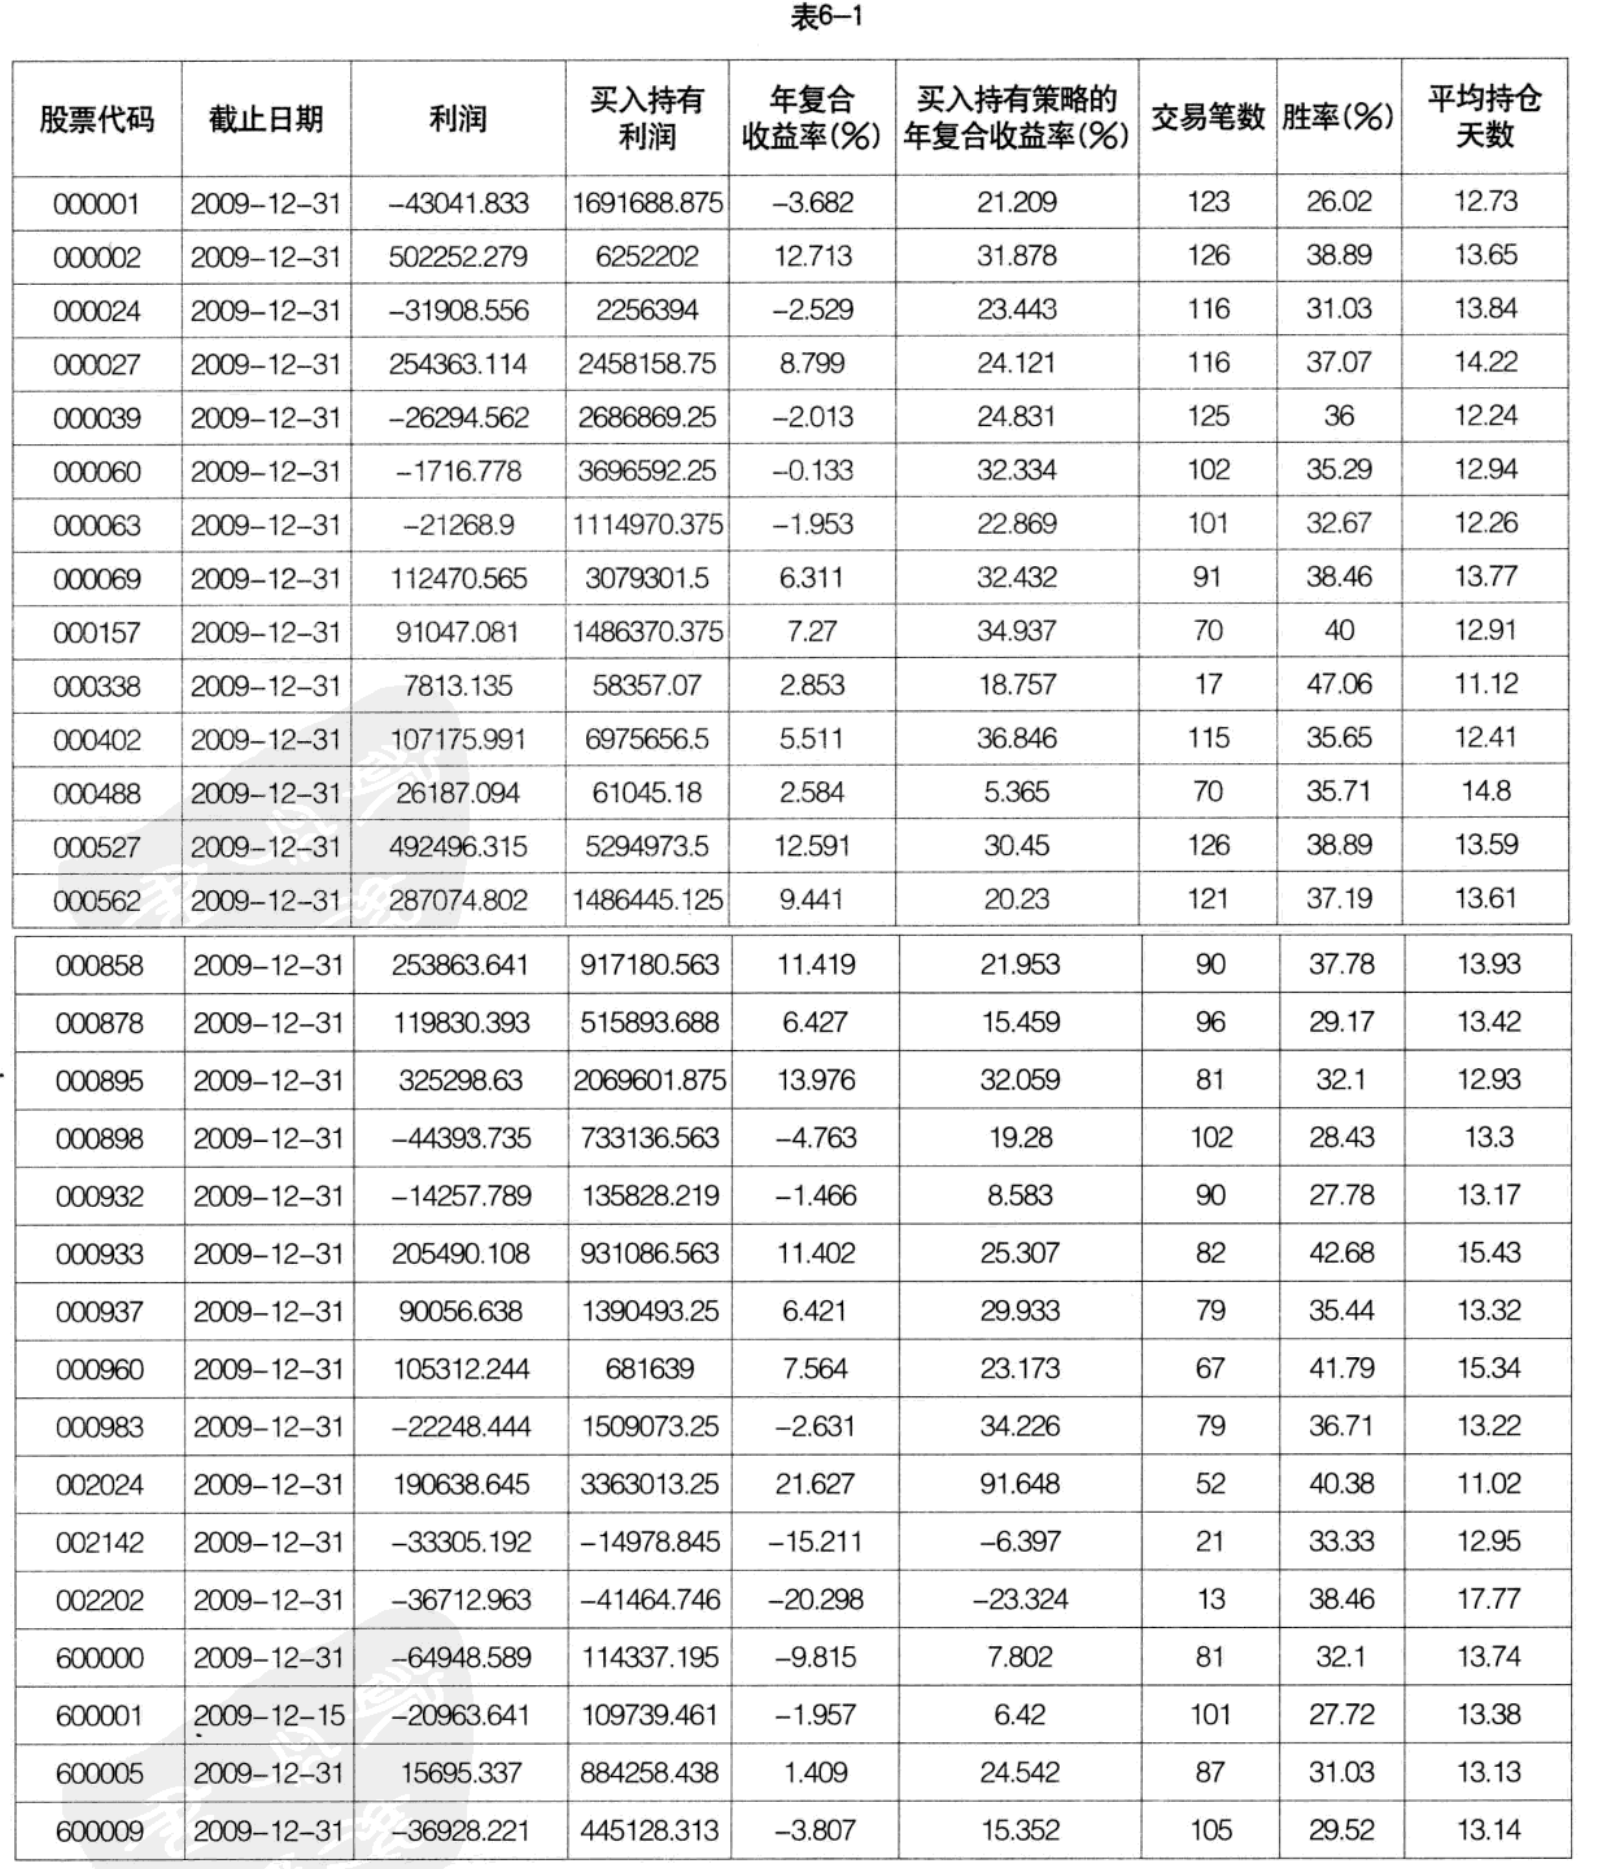 表6–1
股票代码 截止日期 利润 买入持有利润 年复合收益率(%) 买入持有策略的年复合收益率(%) 交易笔数 胜率(%) 平均持仓天数
000001 2009–12–31 –43041.833 1691688.875 –3.682 21.209 123 26.02 12.73
000002 2009–12–31 502252.279 6252202 12.713 31.878 126 38.89 13.65
000024 2009–12–31 –31908.556 2256394 –2.529 23.443 116 31.03 13.84
000027 2009–12–31 254363.114 2458158.75 8.799 24.121 116 37.07 14.22
000039 2009–12–31 –26294.562 2686869.25 –2.013 24.831 125 36 12.24
000060 2009–12–31 –1716.778 3696592.25 –0.133 32.334 102 35.29 12.94
000063 2009–12–31 –21268.9 1114970.375 –1.953 22.869 101 32.67 12.26
000069 2009–12–31 112470.565 3079301.5 6.311 32.432 91 38.46 13.77
000157 2009–12–31 91047.081 1486370.375 7.27 34.937 70 40 12.91
000338 2009–12–31 7813.135 58357.07 2.853 18.757 17 47.06 11.12
000402 2009–12–31 107175.991 6975656.5 5.511 36.846 115 35.65 12.41
000488 2009–12–31 26187.094 61045.18 2.584 5.365 70 35.71 14.8
000527 2009–12–31 492496.315 5294973.5 12.591 30.45 126 38.89 13.59
000562 2009–12–31 287074.802 1486445.125 9.441 20.23 121 37.19 13.61
000858 2009–12–31 253863.641 917180.563 11.419 21.953 90 37.78 13.93
000878 2009–12–31 119830.393 515893.688 6.427 15.459 96 29.17 13.42
000895 2009–12–31 325298.63 2069601.875 13.976 32.059 81 32.1 12.93
000898 2009–12–31 –44393.735 733136.563 –4.763 19.28 102 28.43 13.3
000932 2009–12–31 –14257.789 135828.219 –1.466 8.583 90 27.78 13.17
000933 2009–12–31 205490.108 931086.563 11.402 25.307 82 42.68 15.43
000937 2009–12–31 90056.638 1390493.25 6.421 29.933 79 35.44 13.32
000960 2009–12–31 105312.244 681639 7.564 23.173 67 41.79 15.34
000983 2009–12–31 –22248.444 1509073.25 –2.631 34.226 79 36.71 13.22
002024 2009–12–31 190638.645 3363013.25 21.627 91.648 52 40.38 11.02
002142 2009–12–31 –33305.192 –14978.845 –15.211 –6.397 21 33.33 12.95
002202 2009–12–31 –36712.963 –41464.746 –20.298 –23.324 13 38.46 17.77
600000 2009–12–31 –64948.589 114337.195 –9.815 7.802 81 32.1 13.74
600001 2009–12–15 –20963.641 109739.461 –1.957 6.42 101 27.72 13.38
600005 2009–12–31 15695.337 884258.438 1.409 24.542 87 31.03 13.13
600009 2009–12–31 –36928.221 445128.313 –3.807 15.352 105 29.52 13.14